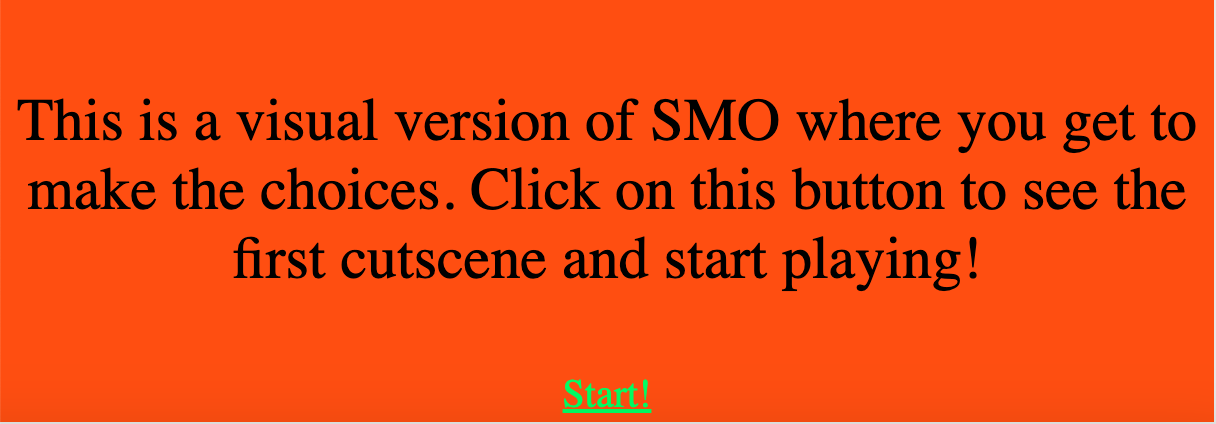 This is a visual version of SMO where you get to
make the choices. Click on this button to see the
first cutscene and start playing!
Start!